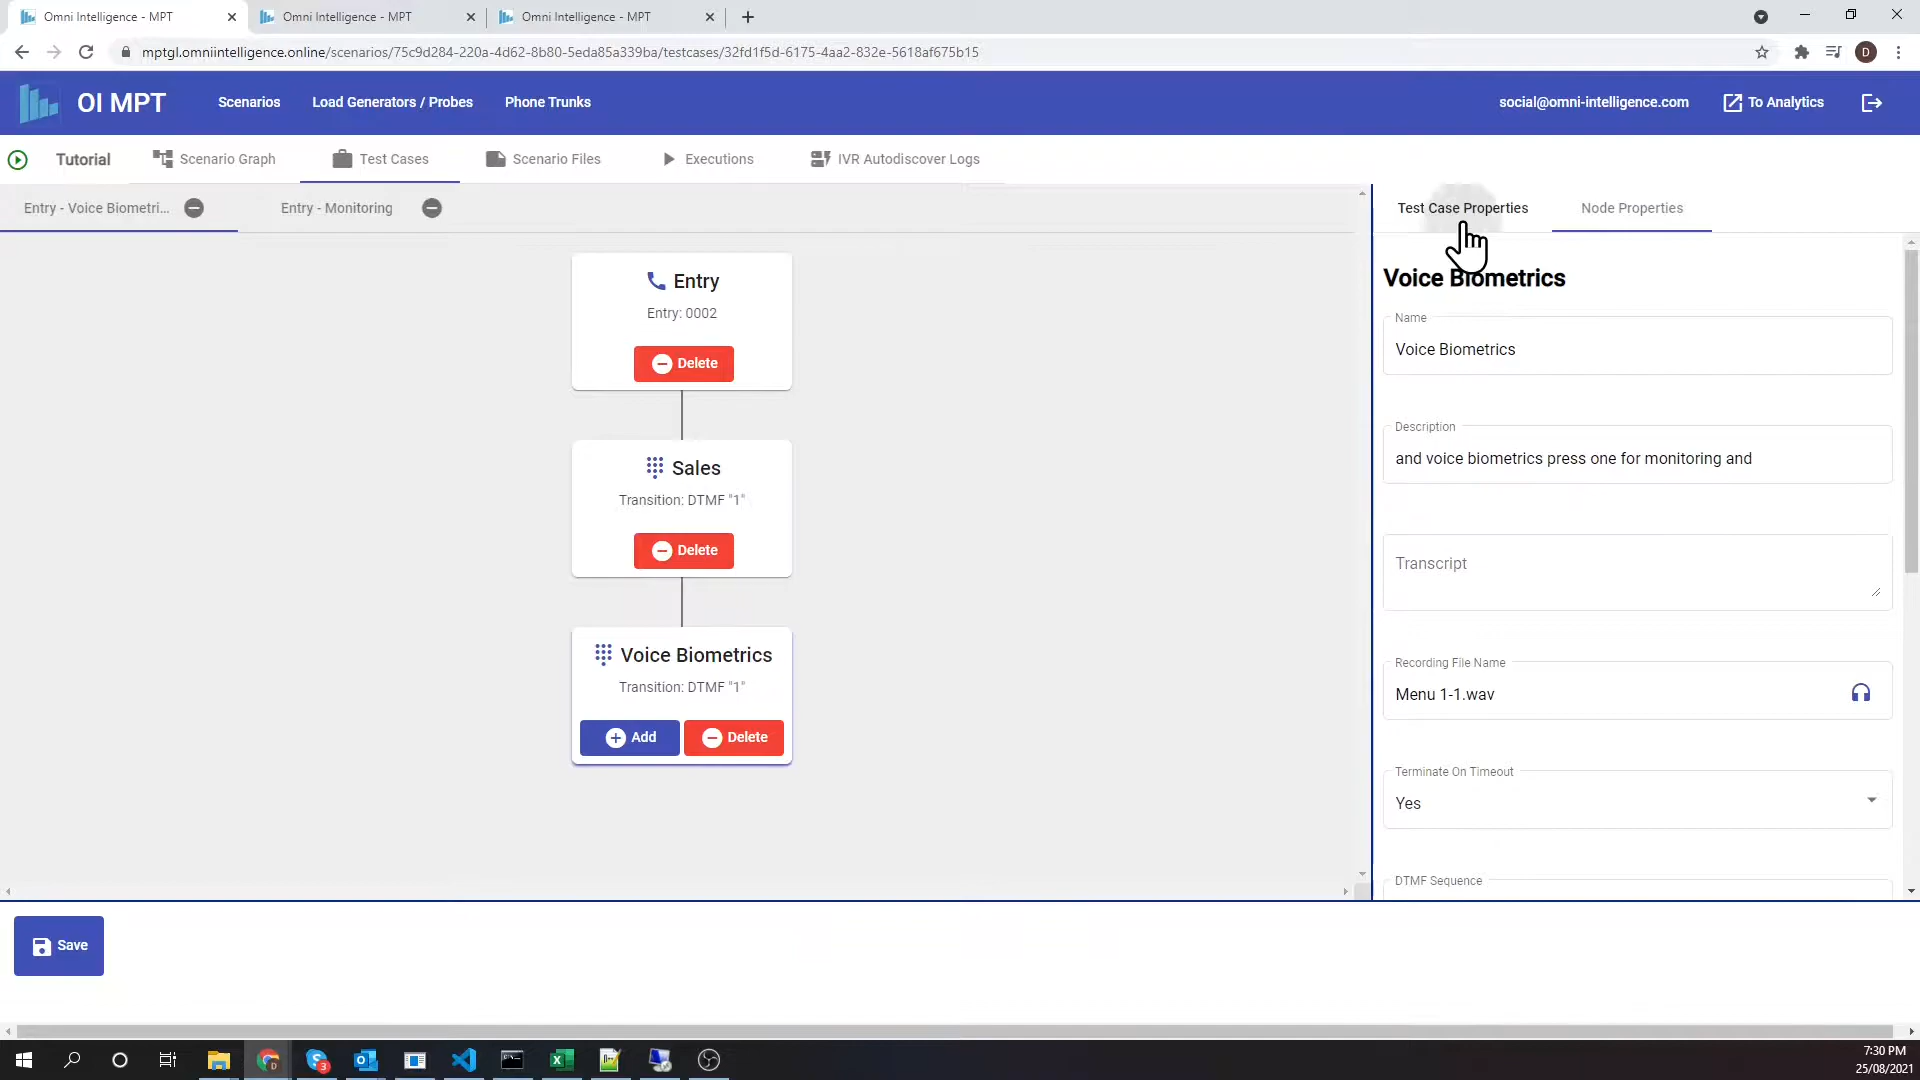 Omni Intelligence - MPT
Omni Intelligence - MPT
Omni Intelligence - MPT
mptgl.omniintelligence.online/scenarios/75c9d284-220a-4d62-8b80-5eda85a339ba/testcases/32fd1f5d-6175-4aa2-832e-5618af675b15
D
OI MPT
Scenarios
Load Generators / Probes
Phone Trunks
social@omni-intelligence.com
To Analytics
Tutorial
Scenario Graph
Test Cases
Scenario Files
Executions
IVR Autodiscover Logs
Entry - Voice Biometri...
Entry - Monitoring
Test Case Properties
Node Properties
Entry
Entry: 0002
Delete
Sales
Transition: DTMF "1"
Delete
Voice Biometrics
Transition: DTMF "1"
Add
Delete
Voice Biometrics
Name
Voice Biometrics
Description
and voice biometrics press one for monitoring and
Transcript
Recording File Name
Menu 1-1.wav
Terminate On Timeout
Yes
DTMF Sequence
Save
3
7:30 PM
25/08/2021